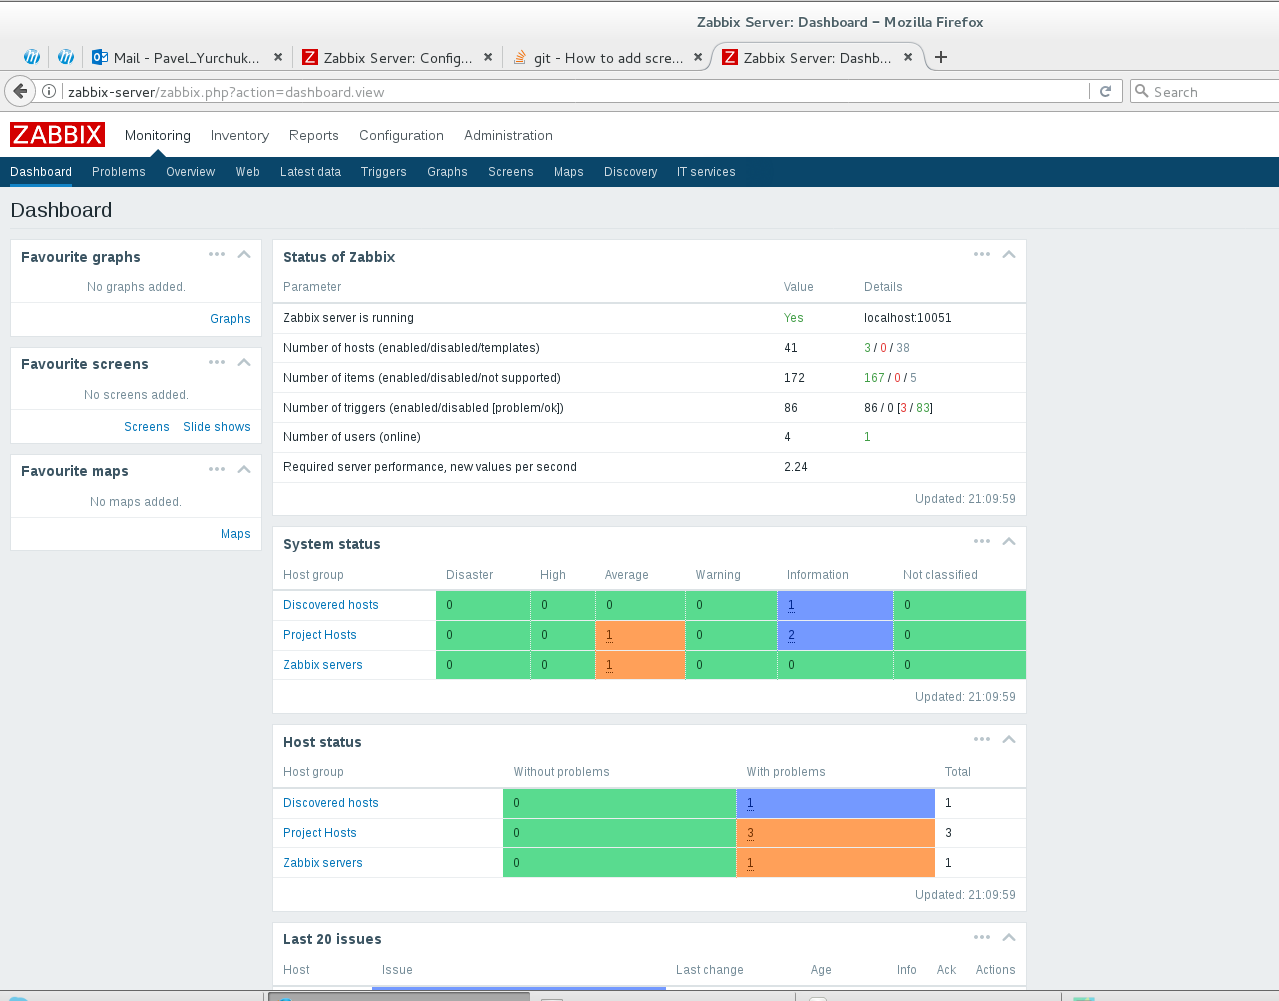 Zabbix Server: Dashboard – Mozilla Firefox
Mail - Pavel_Yurchuk... × Zabbix Server: Config... × git - How to add scre... × Zabbix Server: Dashb... × +
zabbix-server/zabbix.php?action=dashboard.view Search
ZABBIX Monitoring Inventory Reports Configuration Administration
Dashboard Problems Overview Web Latest data Triggers Graphs Screens Maps Discovery IT services
Dashboard
Favourite graphs
No graphs added.
Graphs
Favourite screens
No screens added.
Screens Slide shows
Favourite maps
No maps added.
Maps
Status of Zabbix
Parameter Value Details
Zabbix server is running Yes localhost:10051
Number of hosts (enabled/disabled/templates) 41 3 / 0 / 38
Number of items (enabled/disabled/not supported) 172 167 / 0 / 5
Number of triggers (enabled/disabled [problem/ok]) 86 86 / 0 [3 / 83]
Number of users (online) 4 1
Required server performance, new values per second 2.24
Updated: 21:09:59
System status
Host group Disaster High Average Warning Information Not classified
Discovered hosts 0 0 0 0 1 0
Project Hosts 0 0 1 0 2 0
Zabbix servers 0 0 1 0 0 0
Updated: 21:09:59
Host status
Host group Without problems With problems Total
Discovered hosts 0 1 1
Project Hosts 0 3 3
Zabbix servers 0 1 1
Updated: 21:09:59
Last 20 issues
Host Issue Last change Age Info Ack Actions